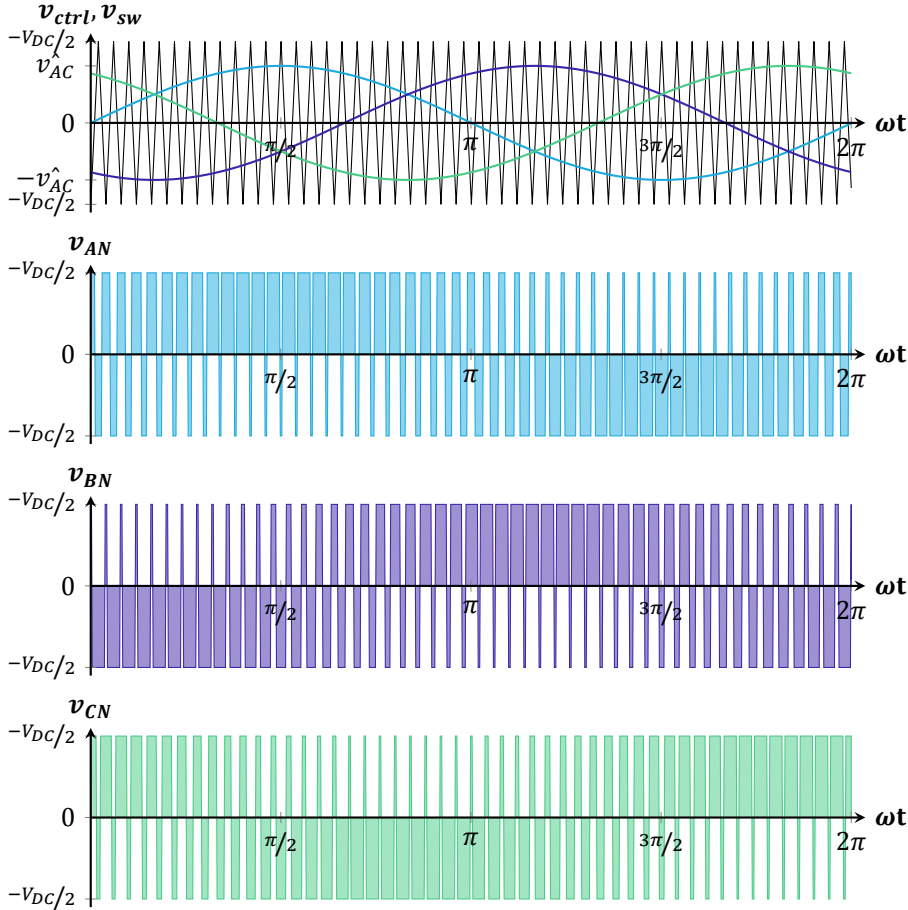 v_ctrl, v_sw
−V_DC/2
v̂_AC
0
π/2
π
3π/2
2π
ωt
−v̂_AC
−V_DC/2
v_AN
−V_DC/2
0
π/2
π
3π/2
2π
ωt
−V_DC/2
v_BN
−V_DC/2
0
π/2
π
3π/2
2π
ωt
−V_DC/2
v_CN
−V_DC/2
0
π/2
π
3π/2
2π
ωt
−V_DC/2